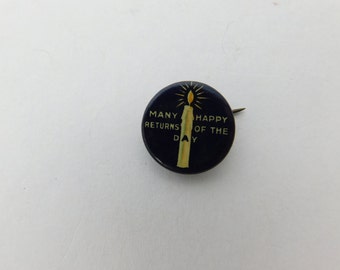 MANY HAPPY
RETURNS OF THE
DAY